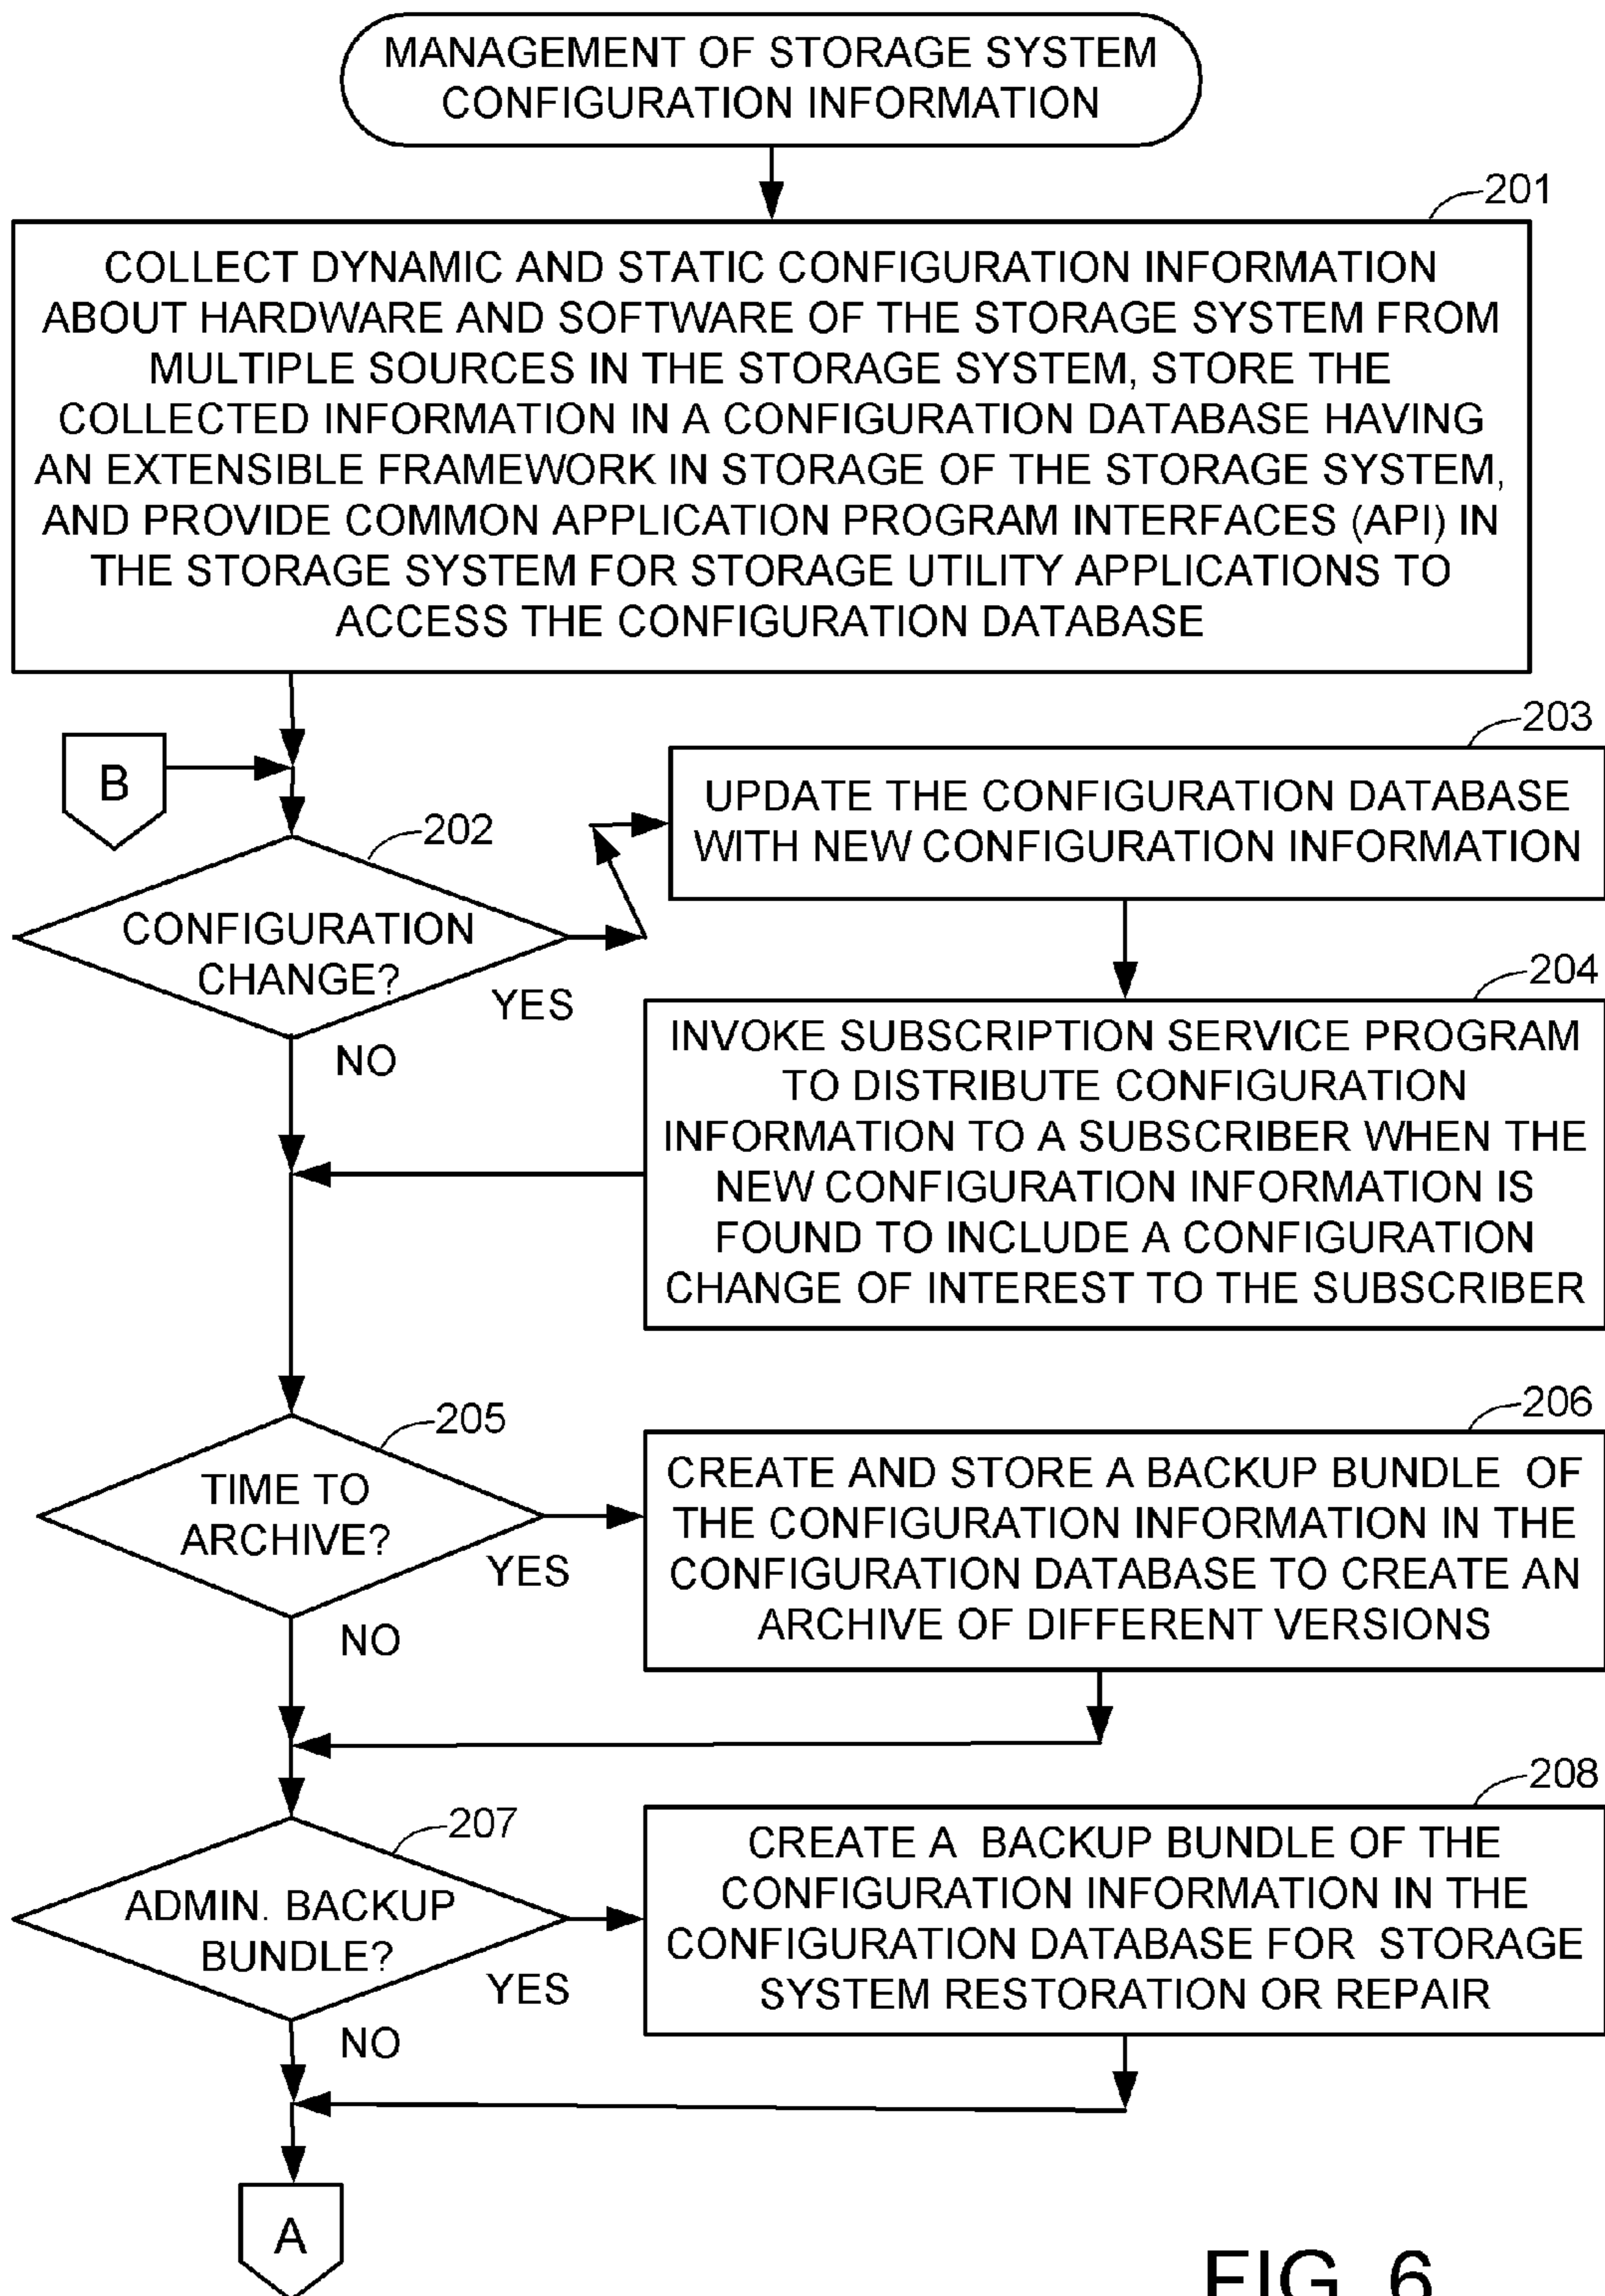 MANAGEMENT OF STORAGE SYSTEM
CONFIGURATION INFORMATION
201
COLLECT DYNAMIC AND STATIC CONFIGURATION INFORMATION
ABOUT HARDWARE AND SOFTWARE OF THE STORAGE SYSTEM FROM
MULTIPLE SOURCES IN THE STORAGE SYSTEM, STORE THE
COLLECTED INFORMATION IN A CONFIGURATION DATABASE HAVING
AN EXTENSIBLE FRAMEWORK IN STORAGE OF THE STORAGE SYSTEM,
AND PROVIDE COMMON APPLICATION PROGRAM INTERFACES (API) IN
THE STORAGE SYSTEM FOR STORAGE UTILITY APPLICATIONS TO
ACCESS THE CONFIGURATION DATABASE
B
202
CONFIGURATION
CHANGE?
YES
NO
203
UPDATE THE CONFIGURATION DATABASE
WITH NEW CONFIGURATION INFORMATION
204
INVOKE SUBSCRIPTION SERVICE PROGRAM
TO DISTRIBUTE CONFIGURATION
INFORMATION TO A SUBSCRIBER WHEN THE
NEW CONFIGURATION INFORMATION IS
FOUND TO INCLUDE A CONFIGURATION
CHANGE OF INTEREST TO THE SUBSCRIBER
205
TIME TO
ARCHIVE?
YES
NO
206
CREATE AND STORE A BACKUP BUNDLE OF
THE CONFIGURATION INFORMATION IN THE
CONFIGURATION DATABASE TO CREATE AN
ARCHIVE OF DIFFERENT VERSIONS
207
ADMIN. BACKUP
BUNDLE?
YES
NO
208
CREATE A BACKUP BUNDLE OF THE
CONFIGURATION INFORMATION IN THE
CONFIGURATION DATABASE FOR STORAGE
SYSTEM RESTORATION OR REPAIR
A
FIG. 6